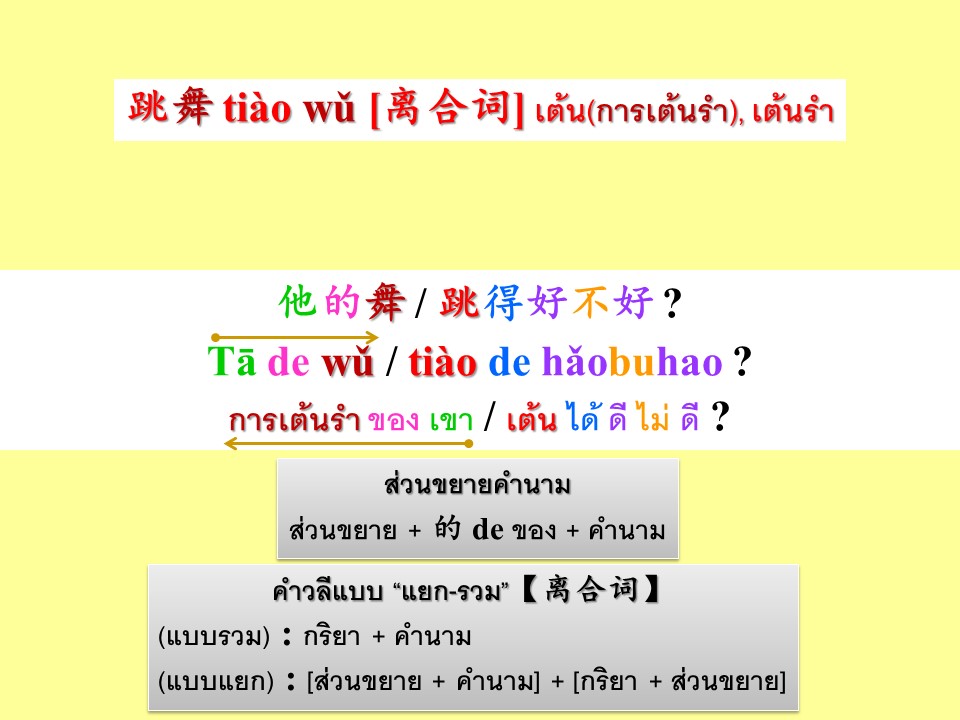 跳舞 tiào wǔ [离合词] เต้น(การเต้นรำ), เต้นรำ
他的舞 / 跳得好不好 ?
Tā de wǔ / tiào de hǎobuhao ?
การเต้นรำ ของ เขา / เต้น ได้ ดี ไม่ ดี ?
ส่วนขยายคำนาม
ส่วนขยาย + 的 de ของ + คำนาม
คำวลีแบบ “แยก-รวม”【离合词】
(แบบรวม) : กริยา + คำนาม
(แบบแยก) : [ส่วนขยาย + คำนาม] + [กริยา + ส่วนขยาย]